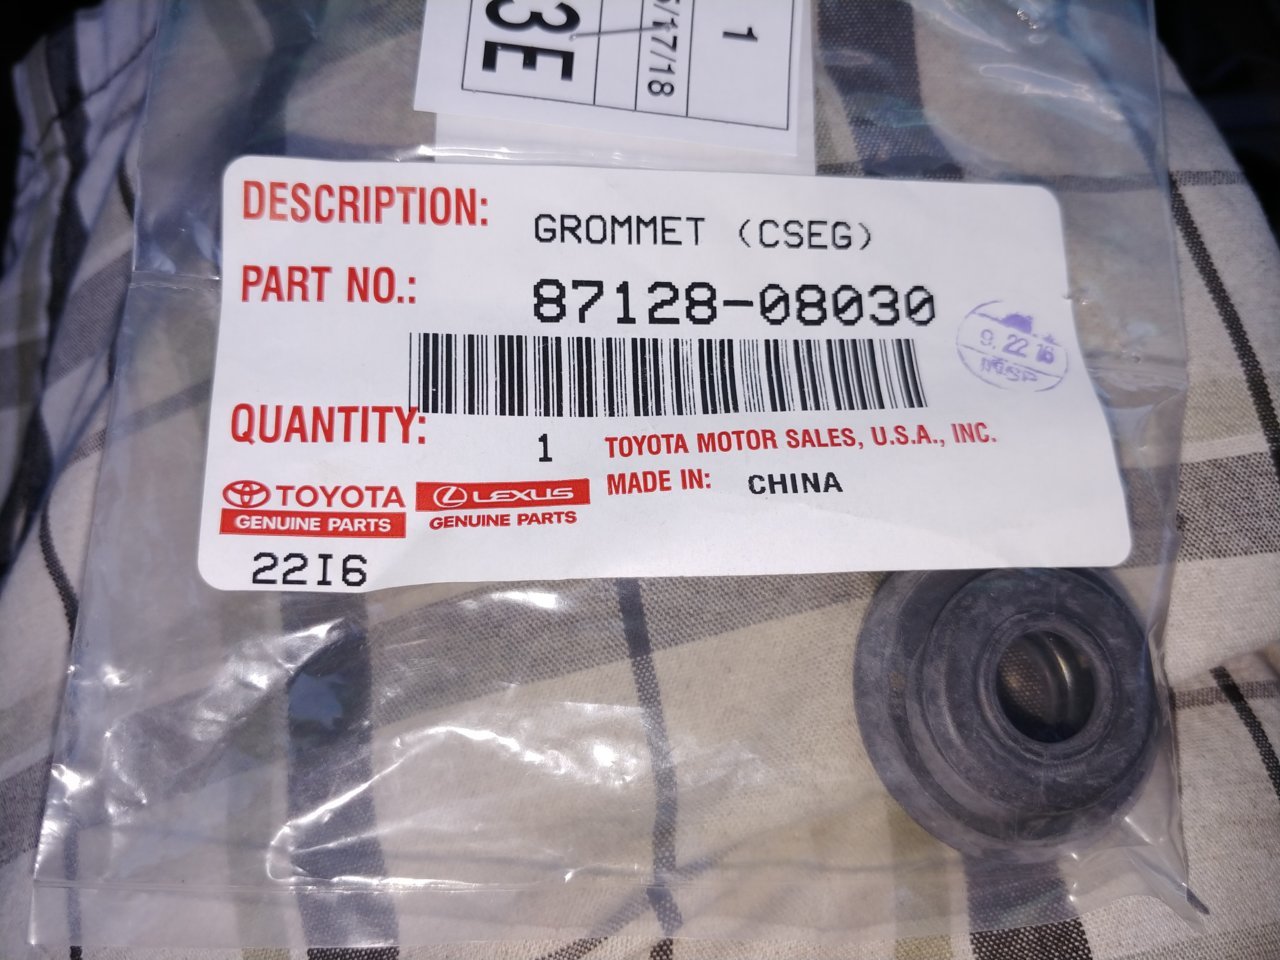 3E
/17/18
1
DESCRIPTION: GROMMET (CSEG)
PART NO.: 87128-08030
9. 22 16
QUANTITY: 1
TOYOTA MOTOR SALES, U.S.A., INC.
MADE IN: CHINA
TOYOTA
GENUINE PARTS
LEXUS
GENUINE PARTS
22I6